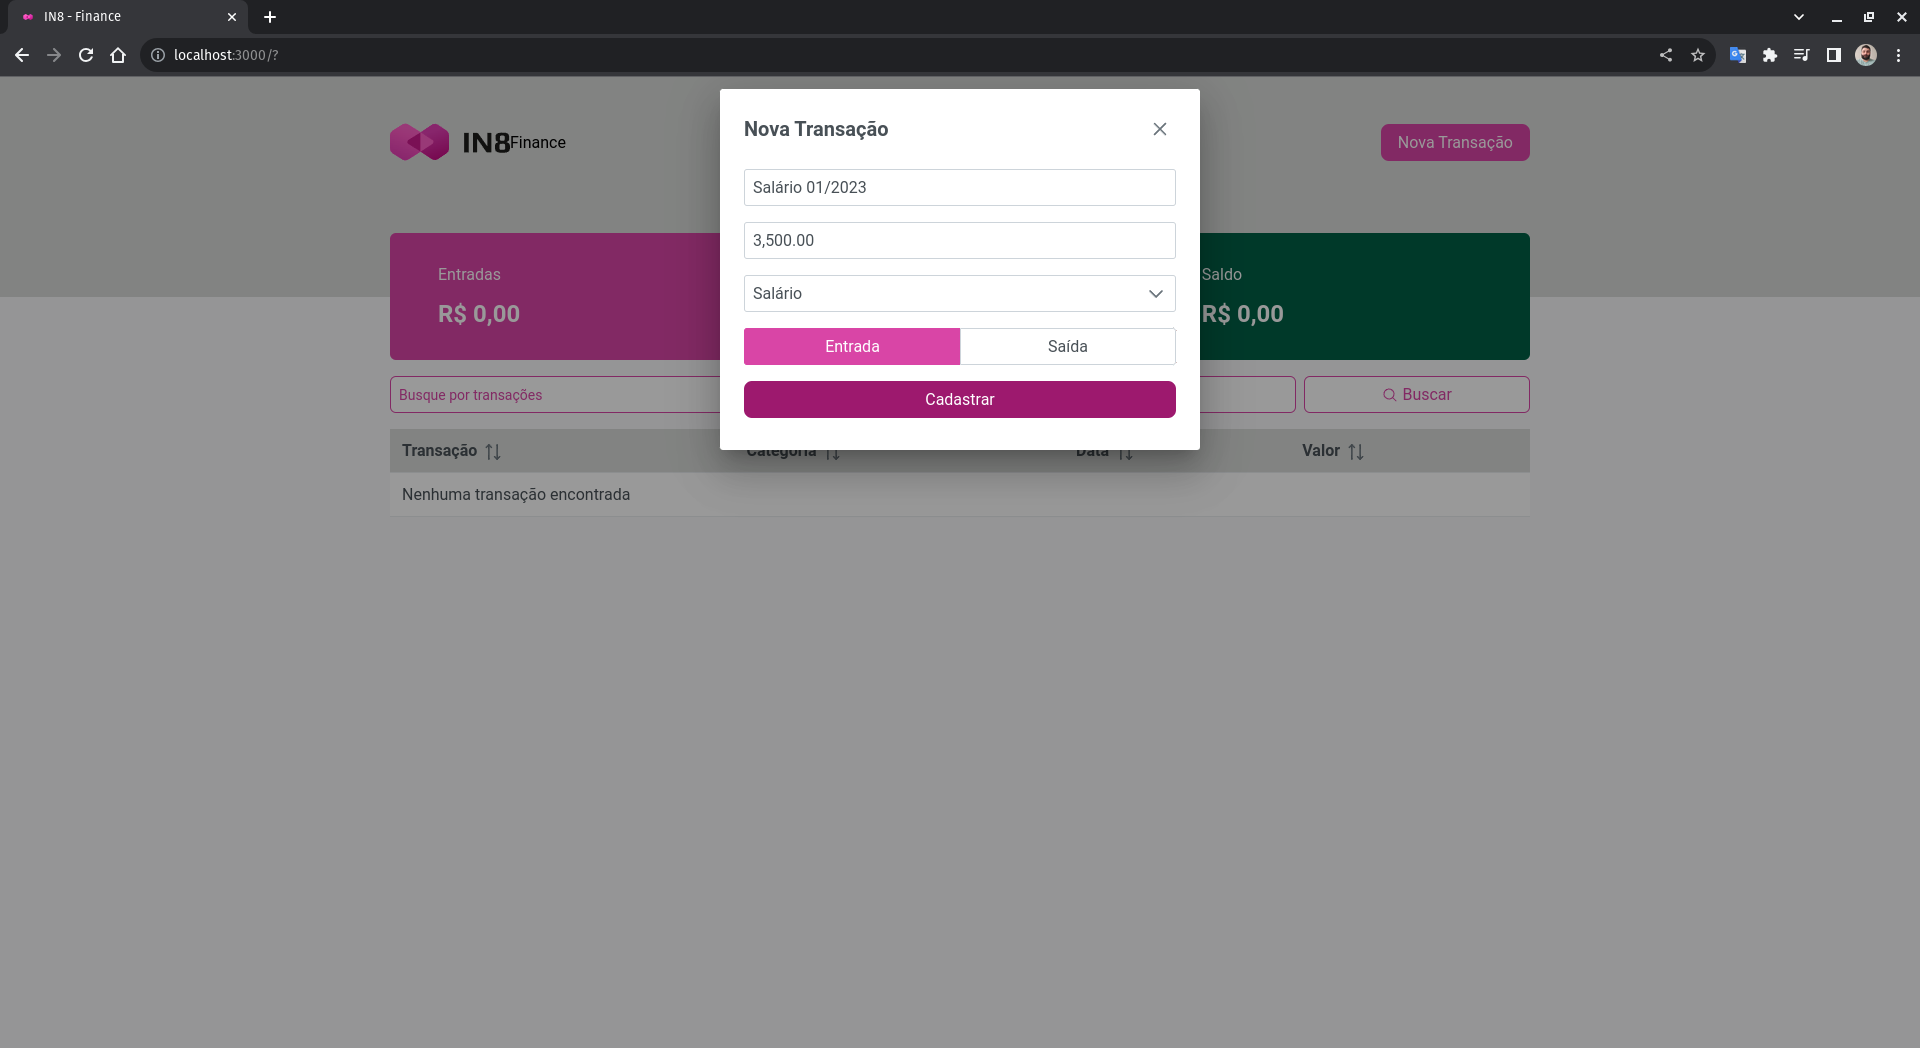 IN8 - Finance
localhost:3000/?
Nova Transação
IN8Finance
Nova Transação
Salário 01/2023
3,500.00
Salário
Entrada Saída
Cadastrar
Entradas
R$ 0,00
Saldo
R$ 0,00
Busque por transações
Buscar
Transação Categoria Data Valor
Nenhuma transação encontrada